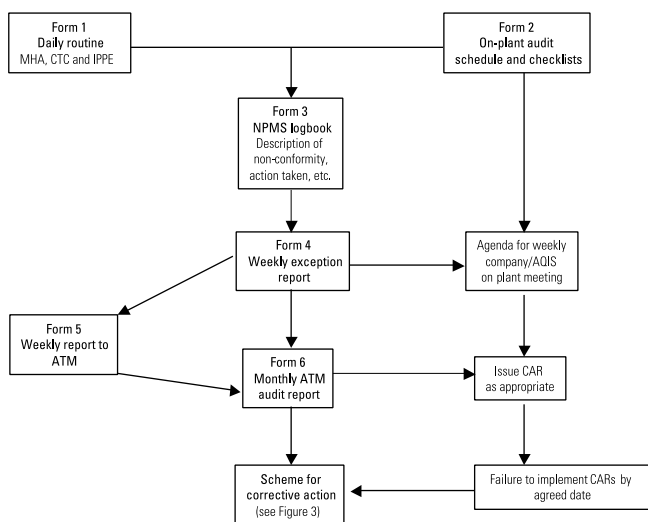 Form 1
Daily routine
MHA, CTC and IPPE
Form 2
On-plant audit
schedule and checklists
Form 3
NPMS logbook
Description of
non-conformity,
action taken, etc.
Form 4
Weekly exception
report
Agenda for weekly
company/AQIS
on plant meeting
Form 5
Weekly report to
ATM
Form 6
Monthly ATM
audit report
Issue CAR
as appropriate
Scheme for
corrective action
(see Figure 3)
Failure to implement CARs by
agreed date